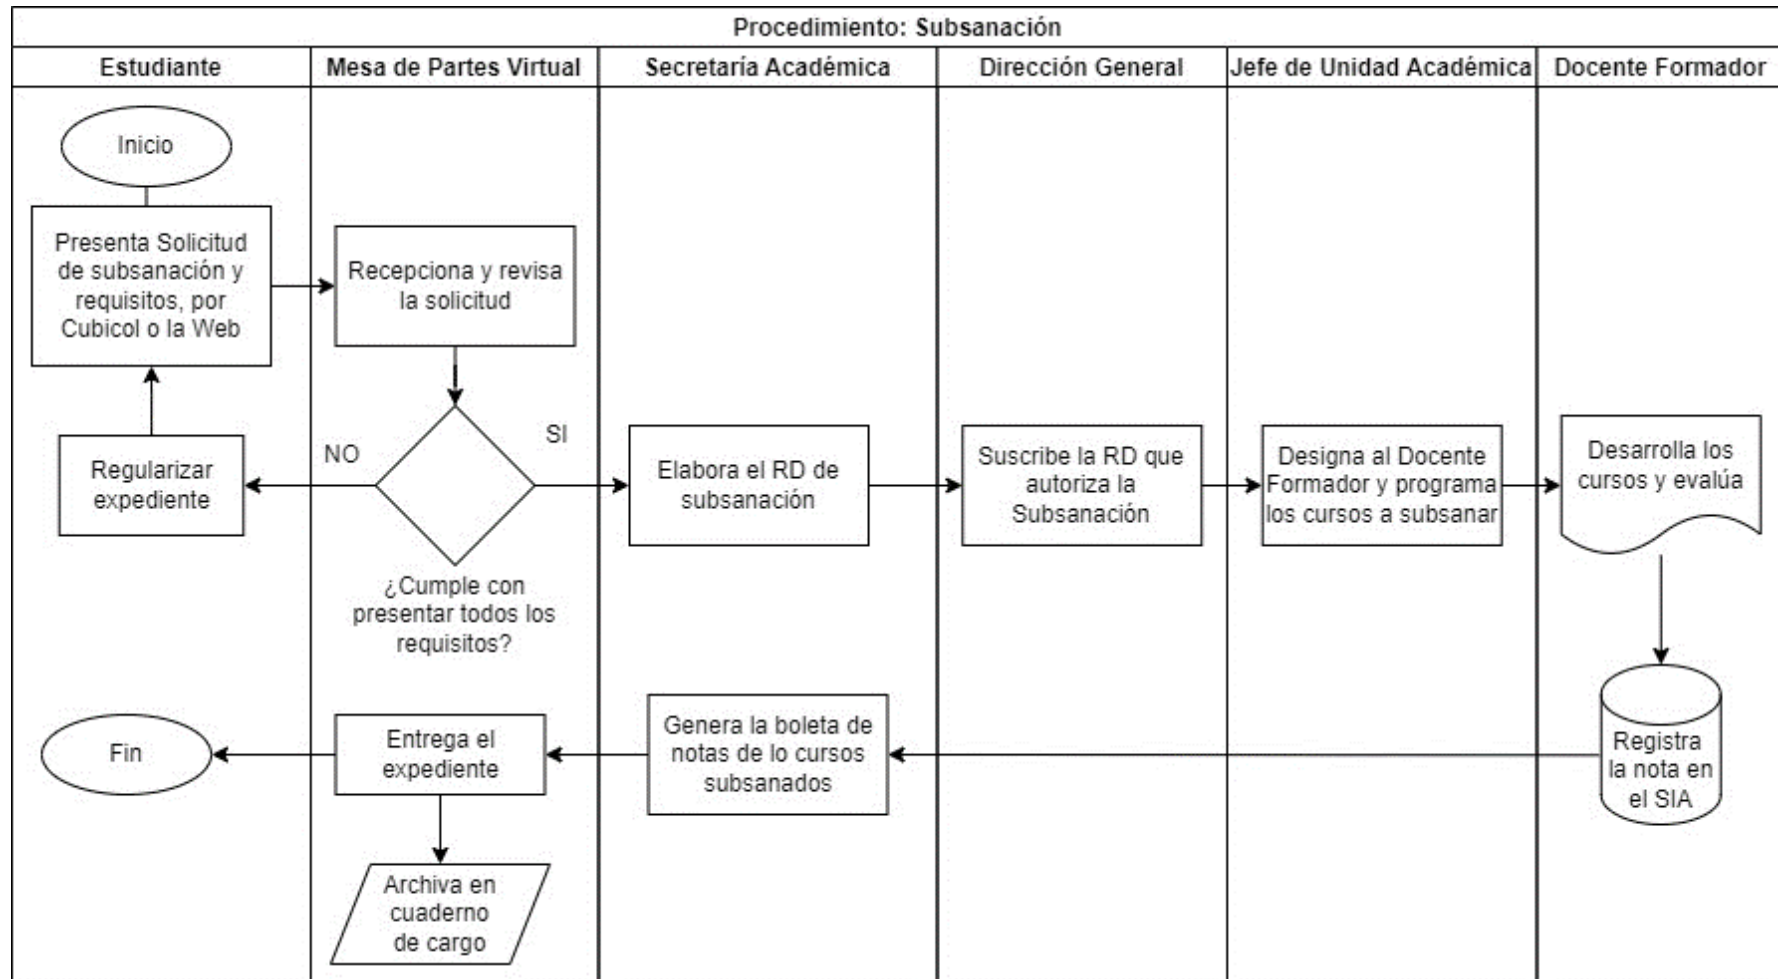 Procedimiento: Subsanación
Estudiante
Mesa de Partes Virtual
Secretaría Académica
Dirección General
Jefe de Unidad Académica
Docente Formador
Inicio
Presenta Solicitud
de subsanación y
requisitos, por
Cubicol o la Web
Recepciona y revisa
la solicitud
Regularizar
expediente
NO
SI
¿Cumple con
presentar todos los
requisitos?
Elabora el RD de
subsanación
Suscribe la RD que
autoriza la
Subsanación
Designa al Docente
Formador y programa
los cursos a subsanar
Desarrolla los
cursos y evalúa
Registra
la nota en
el SIA
Genera la boleta de
notas de lo cursos
subsanados
Entrega el
expediente
Fin
Archiva en
cuaderno
de cargo